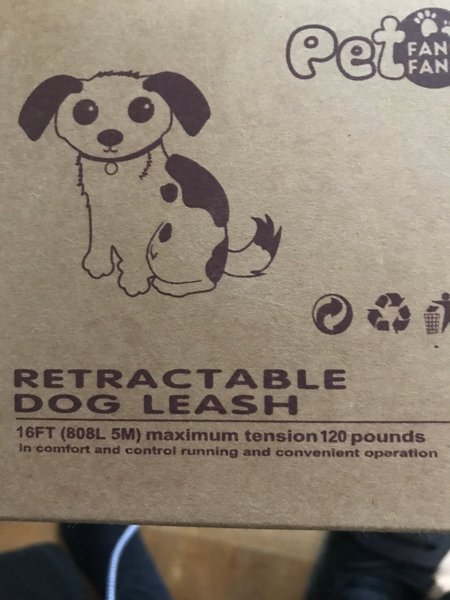 Pet FAN
FAN
RETRACTABLE
DOG LEASH
16FT (808L 5M) maximum tension 120 pounds
in comfort and control running and convenient operation